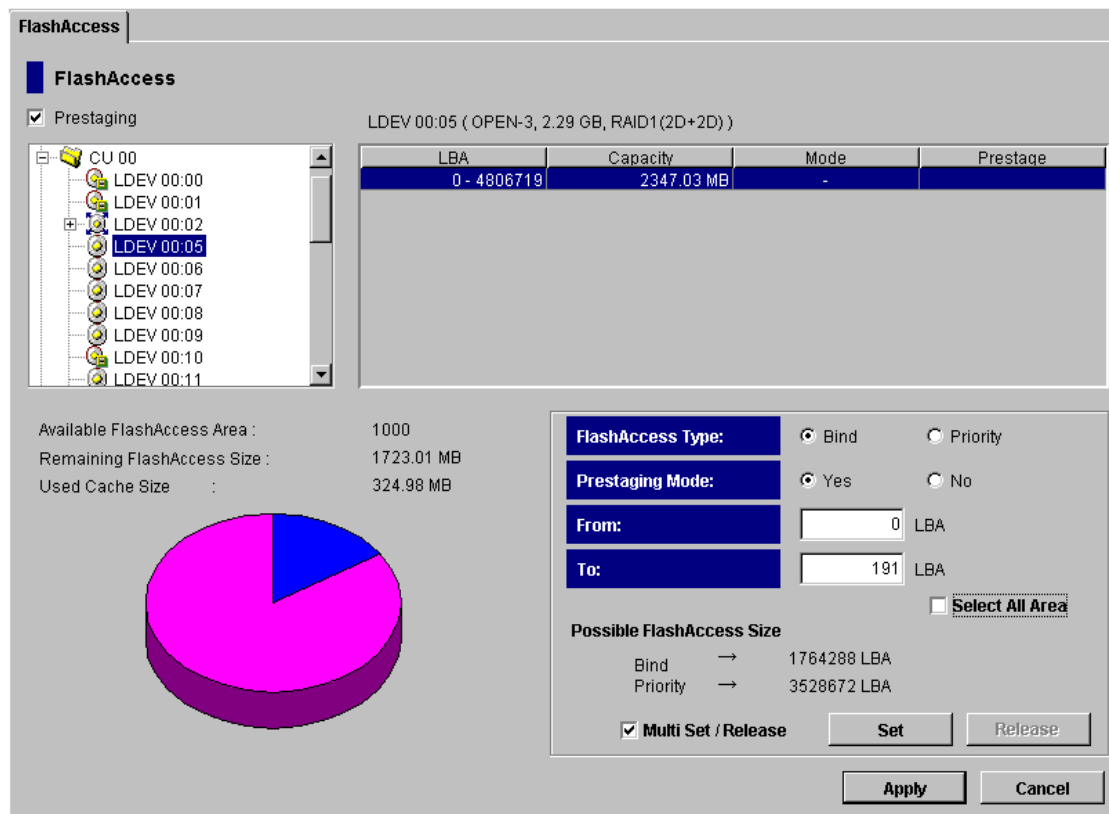 FlashAccess
FlashAccess
Prestaging
LDEV 00:05 ( OPEN-3, 2.29 GB, RAID1(2D+2D) )
CU 00
LDEV 00:00
LDEV 00:01
LDEV 00:02
LDEV 00:05
LDEV 00:06
LDEV 00:07
LDEV 00:08
LDEV 00:09
LDEV 00:10
LDEV 00:11
LBA Capacity Mode Prestage
0 - 4806719 2347.03 MB -
Available FlashAccess Area : 1000
Remaining FlashAccess Size : 1723.01 MB
Used Cache Size : 324.98 MB
FlashAccess Type: Bind Priority
Prestaging Mode: Yes No
From: 0 LBA
To: 191 LBA
Select All Area
Possible FlashAccess Size
Bind → 1764288 LBA
Priority → 3528672 LBA
Multi Set / Release Set Release
Apply Cancel